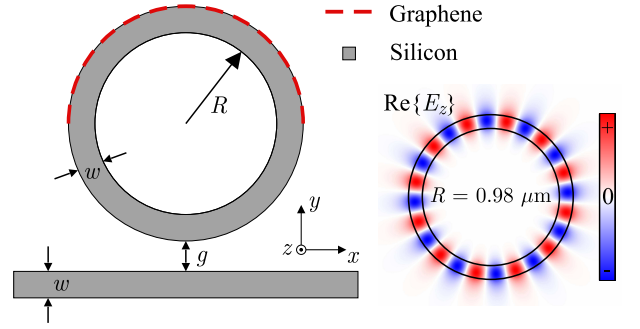 Graphene
Silicon
R
w
g
w
y
z
x
Re{E_z}
R = 0.98 μm
+
0
-